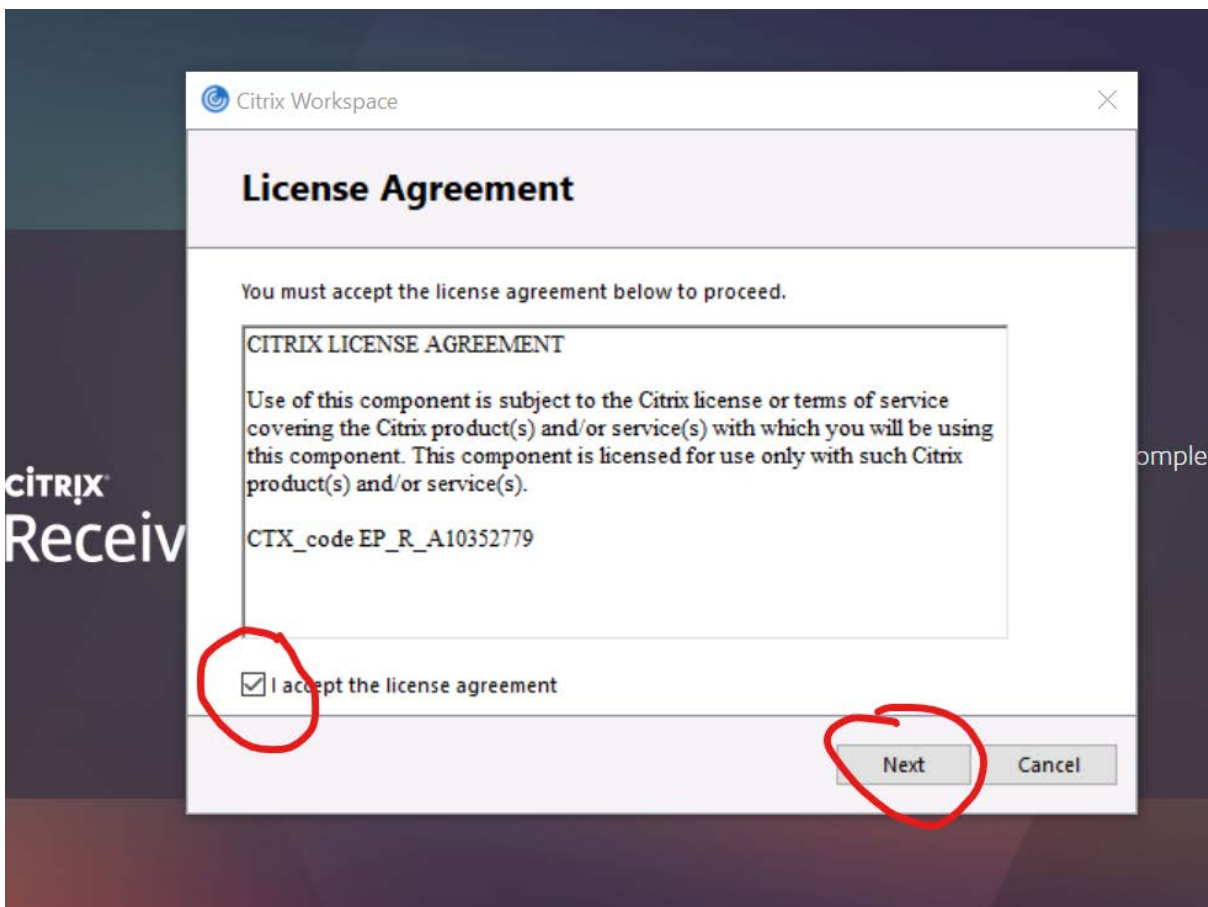 Citrix Workspace
License Agreement
You must accept the license agreement below to proceed.
CITRIX LICENSE AGREEMENT
Use of this component is subject to the Citrix license or terms of service
covering the Citrix product(s) and/or service(s) with which you will be using
this component. This component is licensed for use only with such Citrix
product(s) and/or service(s).
CTX_code EP_R_A10352779
I accept the license agreement
Next
Cancel
CITRIX
Receiv
omple